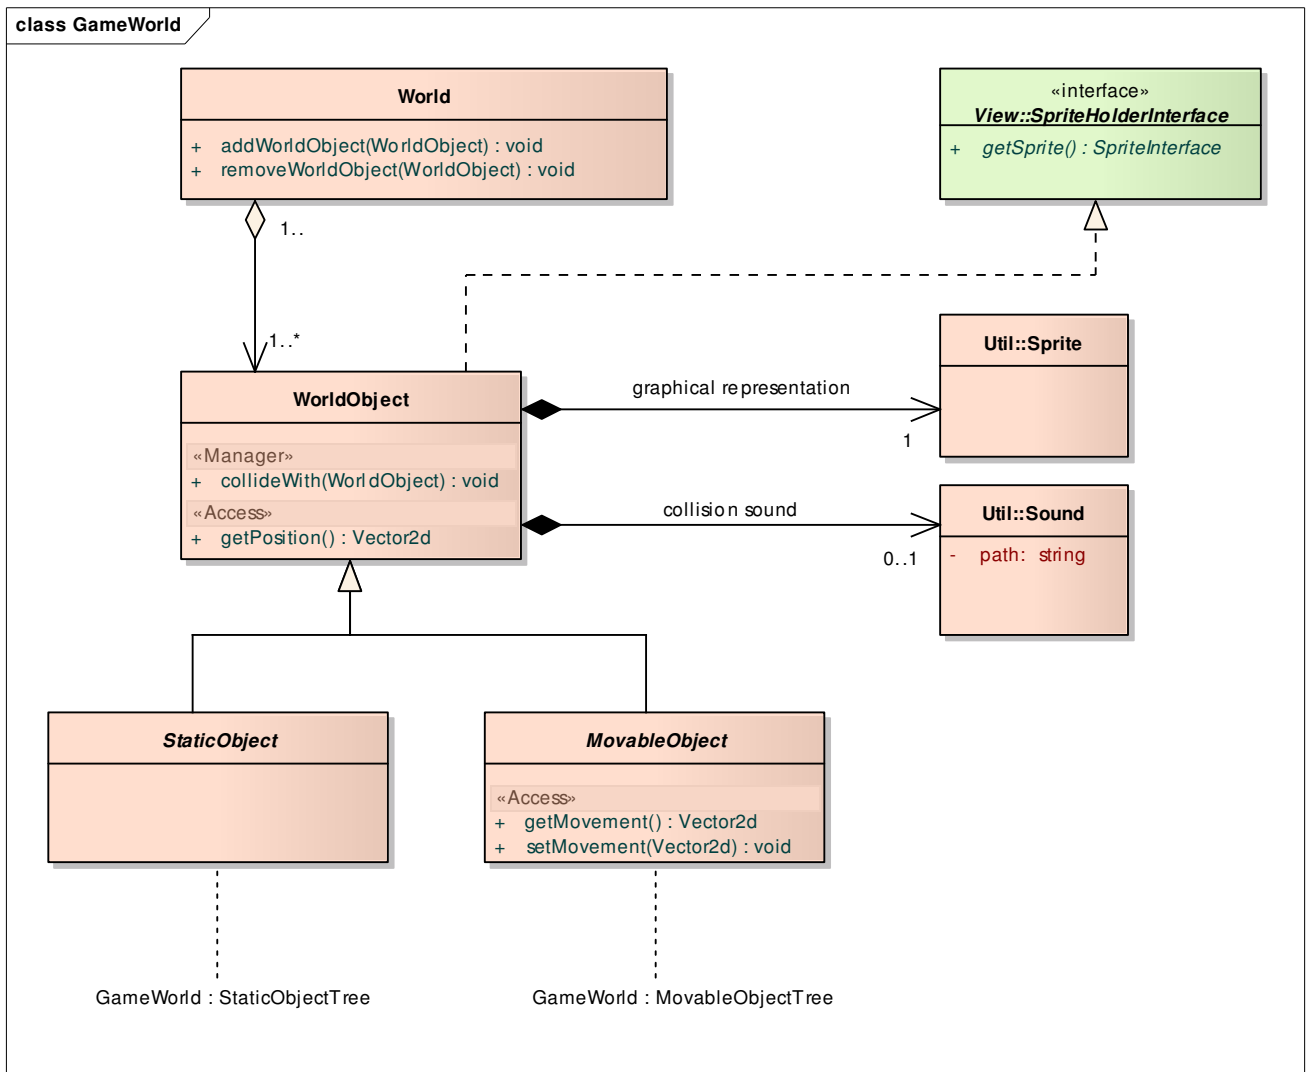 class GameWorld
World
+ addWorldObject(WorldObject) : void
+ removeWorldObject(WorldObject) : void
«interface»
View::SpriteHolderInterface
+ getSprite() : SpriteInterface
1..
1..*
WorldObject
«Manager»
+ collideWith(WorldObject) : void
«Access»
+ getPosition() : Vector2d
graphical representation
1
Util::Sprite
collision sound
0..1
Util::Sound
- path: string
StaticObject
MovableObject
«Access»
+ getMovement() : Vector2d
+ setMovement(Vector2d) : void
GameWorld : StaticObjectTree
GameWorld : MovableObjectTree